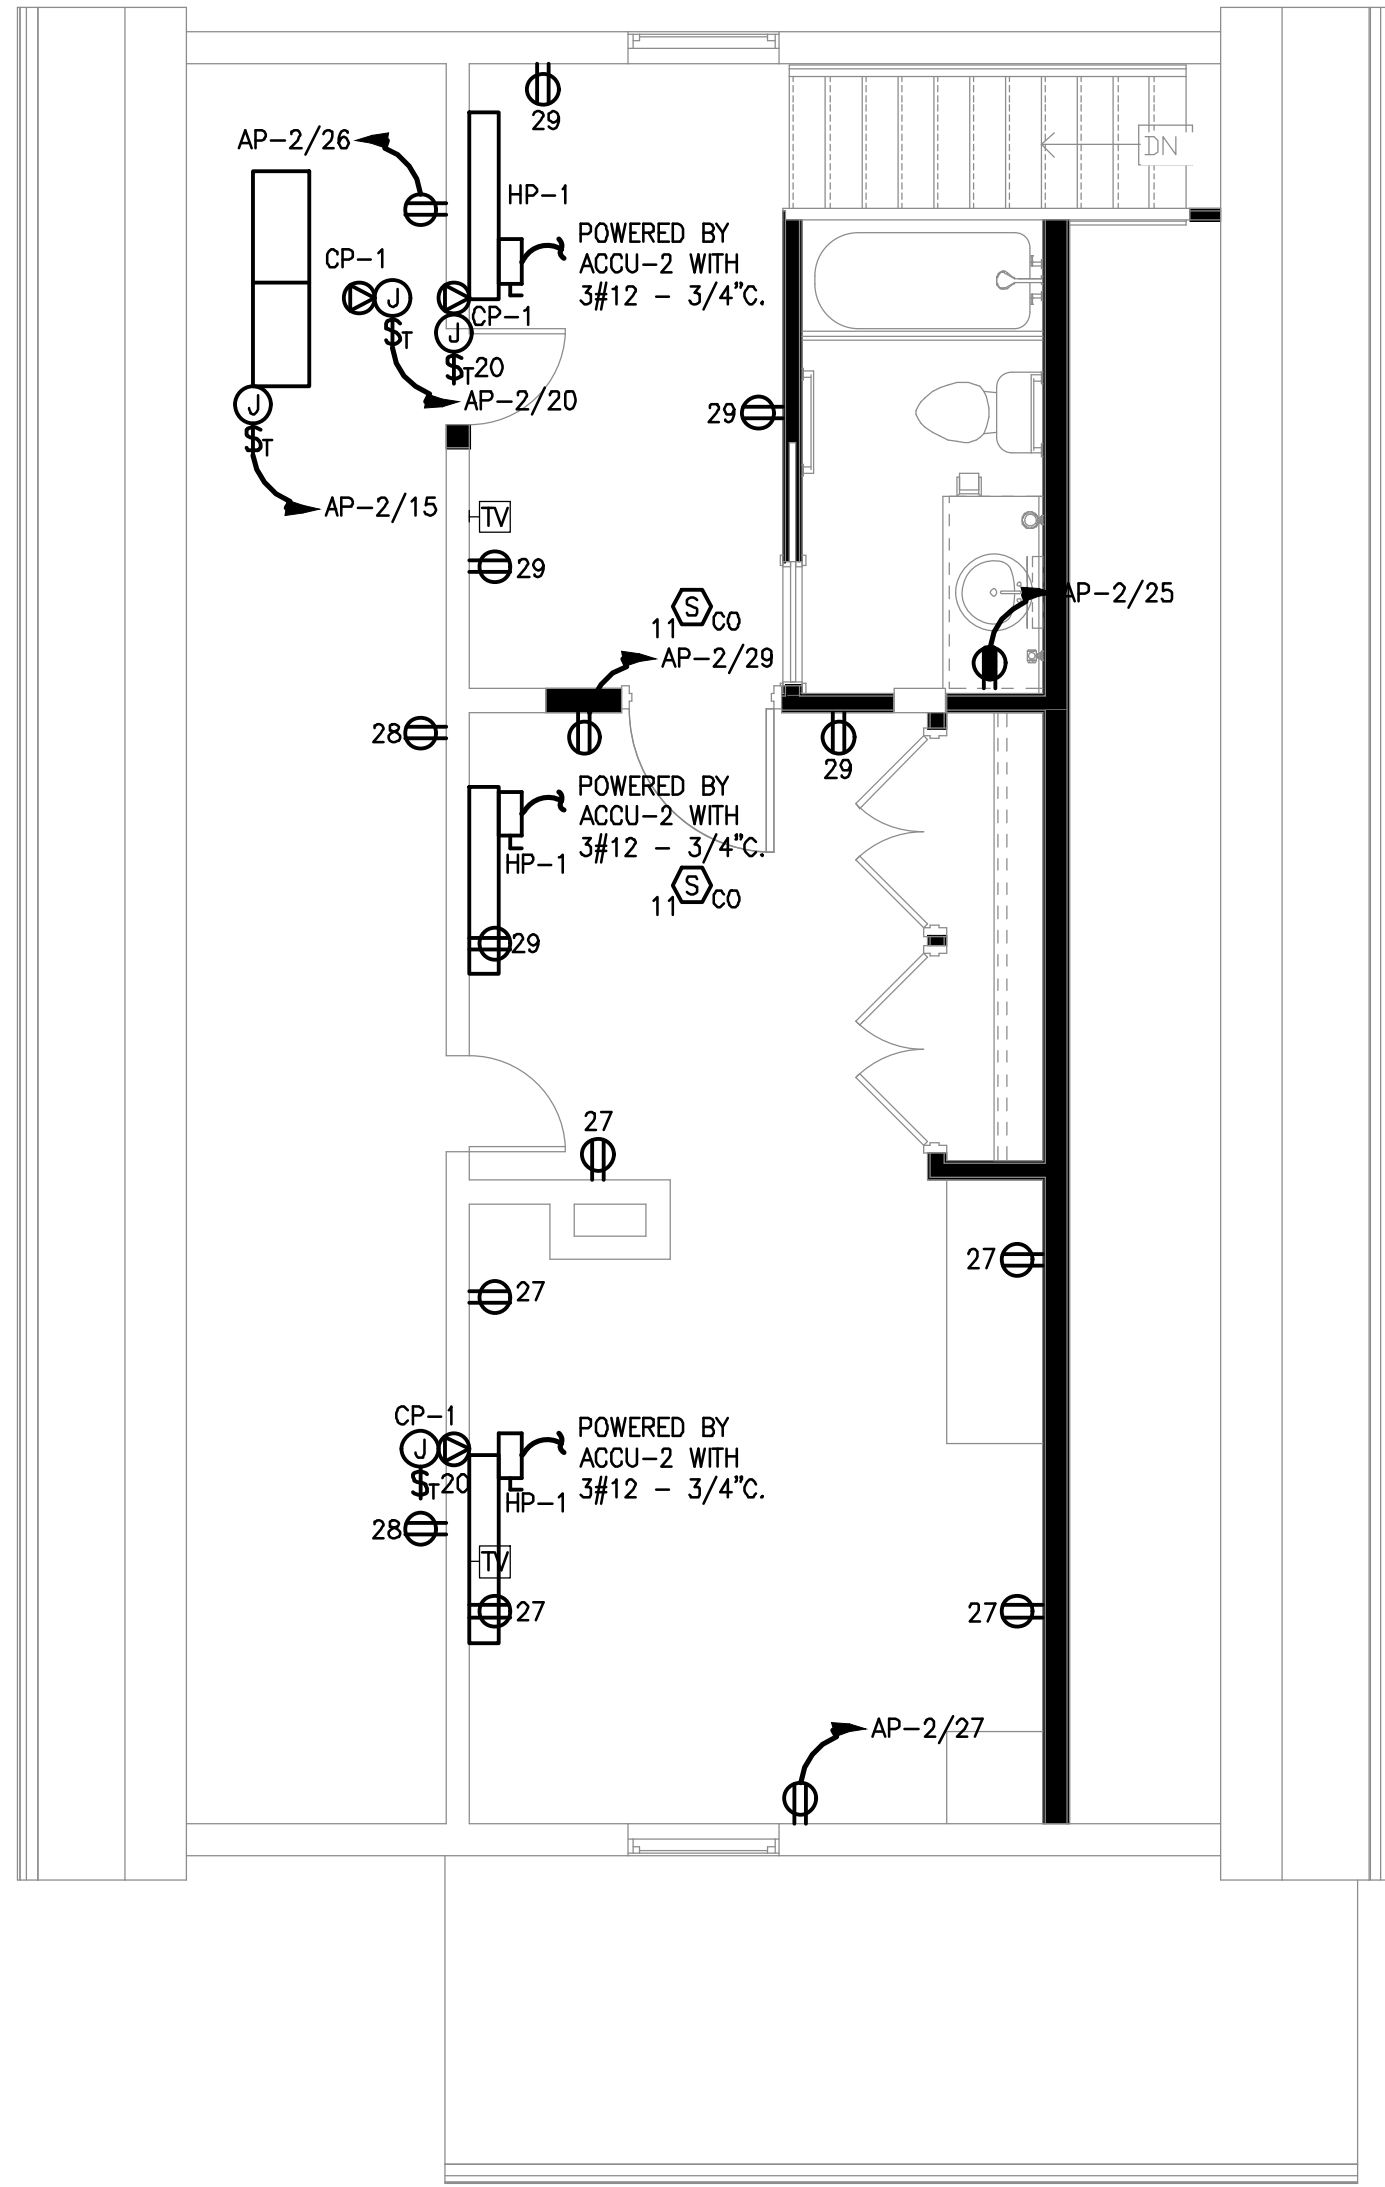 29
AP-2/26
DN
HP-1
POWERED BY
ACCU-2 WITH
3#12 - 3/4"C.
CP-1
J
J
CP-1
$T
$T20
AP-2/20
J
29
$T
AP-2/15
TV
29
AP-2/25
S
11
CO
AP-2/29
28
29
POWERED BY
ACCU-2 WITH
3#12 - 3/4"C.
HP-1
S
11
CO
29
27
27
27
CP-1
J
POWERED BY
ACCU-2 WITH
3#12 - 3/4"C.
$T20
HP-1
28
TV
27
27
AP-2/27